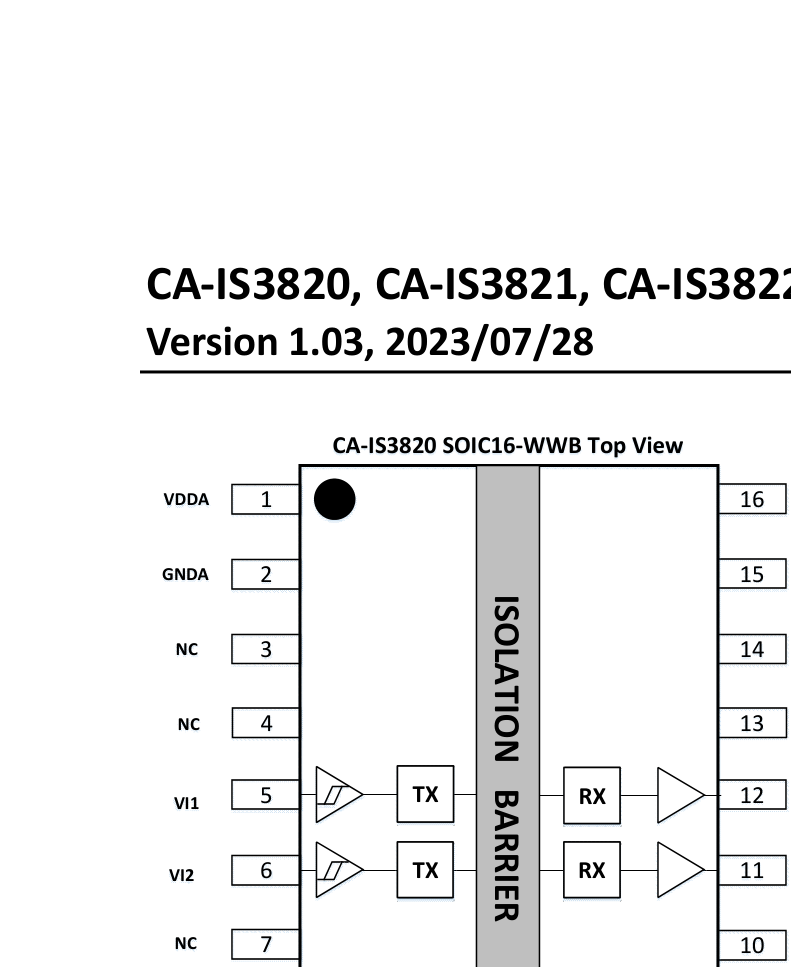 CA-IS3820, CA-IS3821, CA-IS3822
Version 1.03, 2023/07/28
CA-IS3820 SOIC16-WWB Top View
VDDA 1 16
GNDA 2 15
NC 3 14
NC 4 13
VI1 5 TX RX 12
VI2 6 TX RX 11
NC 7 10
ISOLATION BARRIER